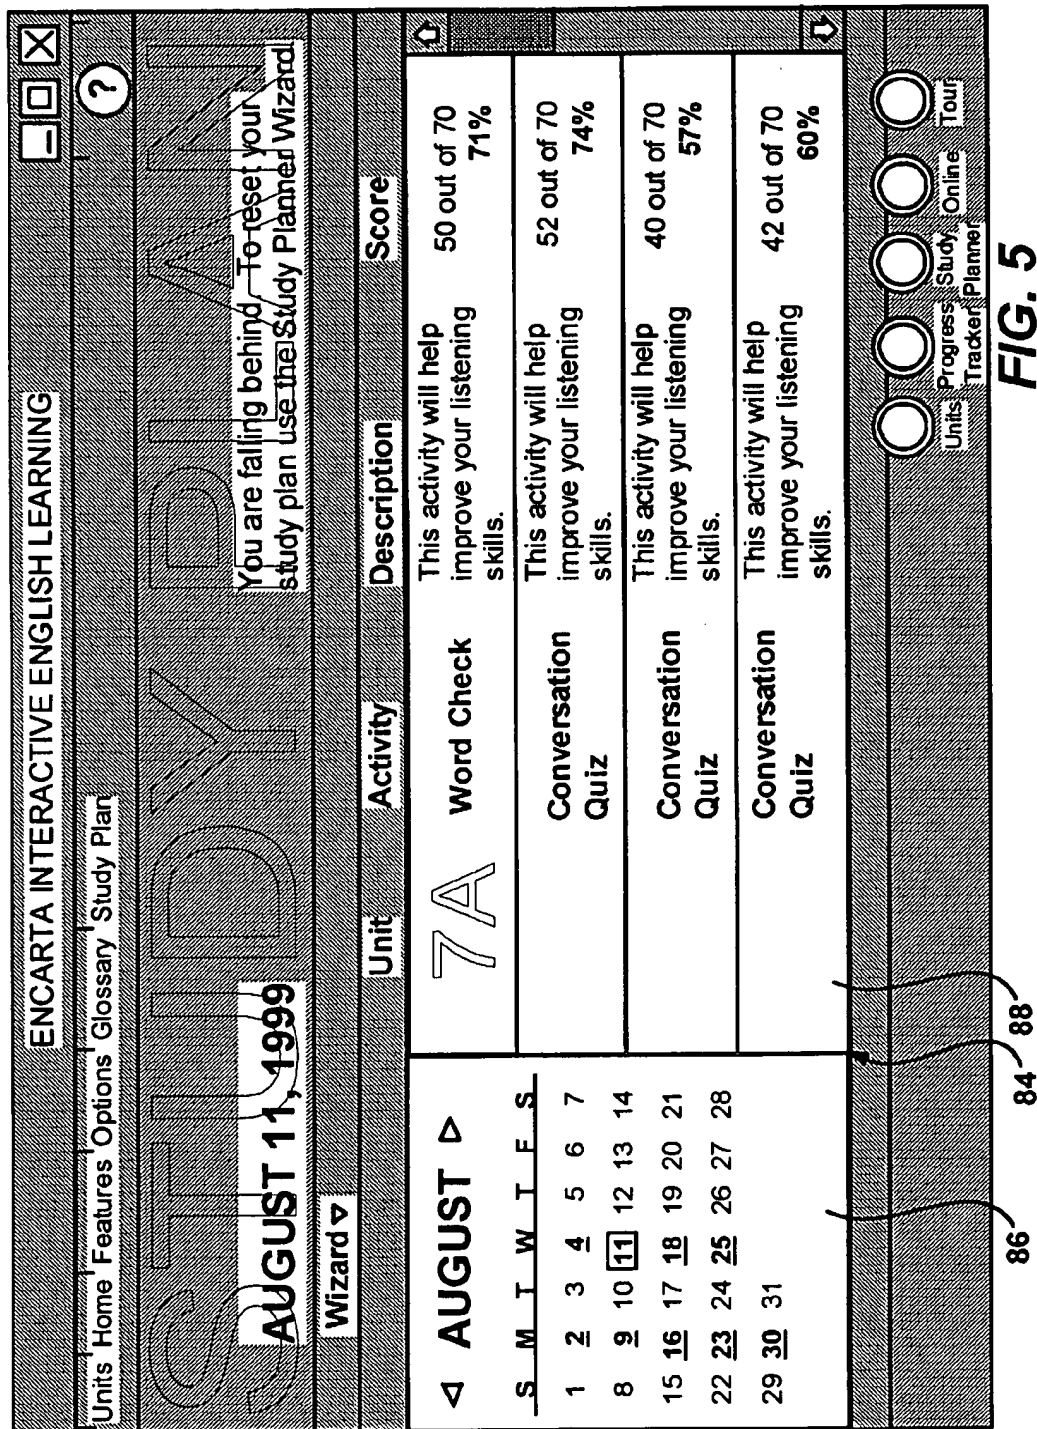 ENCARTA INTERACTIVE ENGLISH LEARNING
Units Home Features Options Glossary Study Plan
?
STUDY PLAN
AUGUST 11, 1999
You are falling behind. To reset your
study plan use the Study Planner Wizard
Wizard
Unit Activity Description Score
AUGUST
S M T W T F S
1 2 3 4 5 6 7
8 9 10 11 12 13 14
15 16 17 18 19 20 21
22 23 24 25 26 27 28
29 30 31
7A
Word Check
This activity will help
improve your listening
skills.
50 out of 70
71%
Conversation
Quiz
This activity will help
improve your listening
skills.
52 out of 70
74%
Conversation
Quiz
This activity will help
improve your listening
skills.
40 out of 70
57%
Conversation
Quiz
This activity will help
improve your listening
skills.
42 out of 70
60%
Units
Progress
Tracker
Study
Planner
Online
Tour
86
84
88
FIG. 5